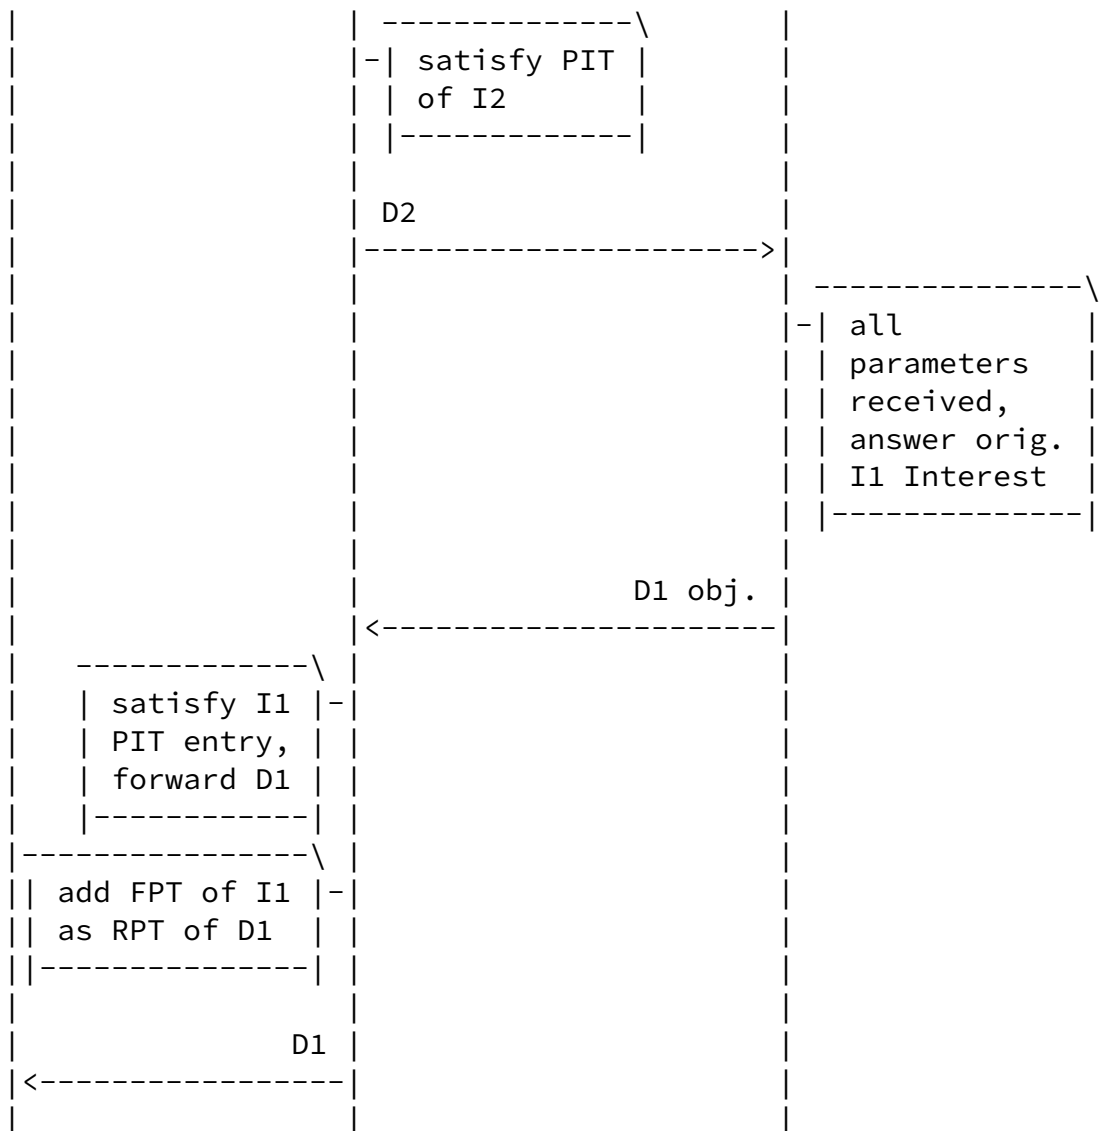 satisfy PIT
of I2
D2
all
parameters
received,
answer orig.
I1 Interest
D1 obj.
satisfy I1
PIT entry,
forward D1
add FPT of I1
as RPT of D1
D1